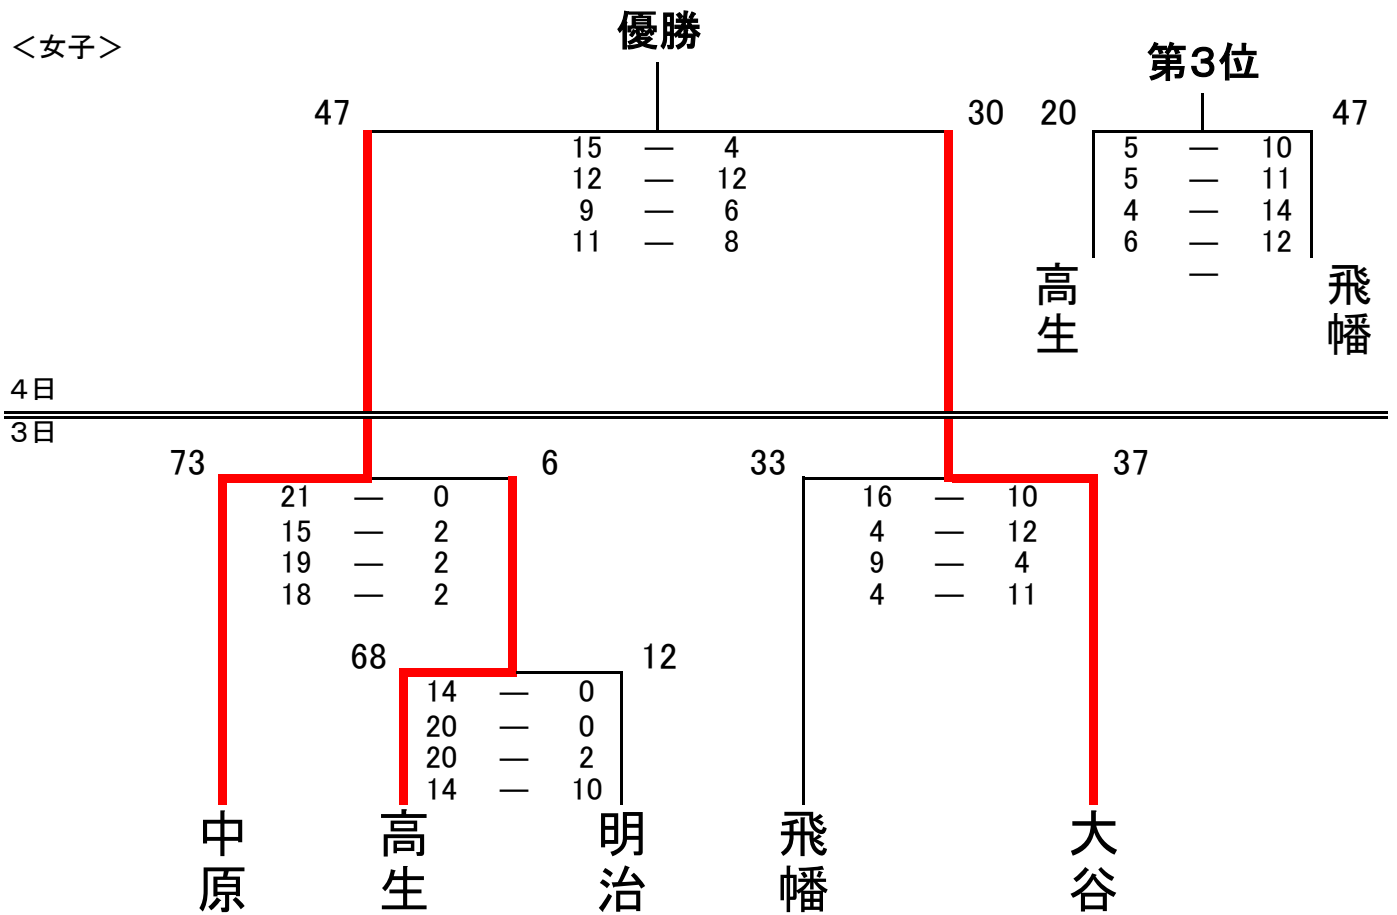 ＜女子＞
優勝
第３位
47 30 20 47
15 ― 4 5 ― 10
12 ― 12 5 ― 11
9 ― 6 4 ― 14
11 ― 8 6 ― 12
―
高生 飛幡
４日
３日
73 6 33 37
21 ― 0 16 ― 10
15 ― 2 4 ― 12
19 ― 2 9 ― 4
18 ― 2 4 ― 11
68 12
14 ― 0
20 ― 0
20 ― 2
14 ― 10
中原 高生 明治 飛幡 大谷